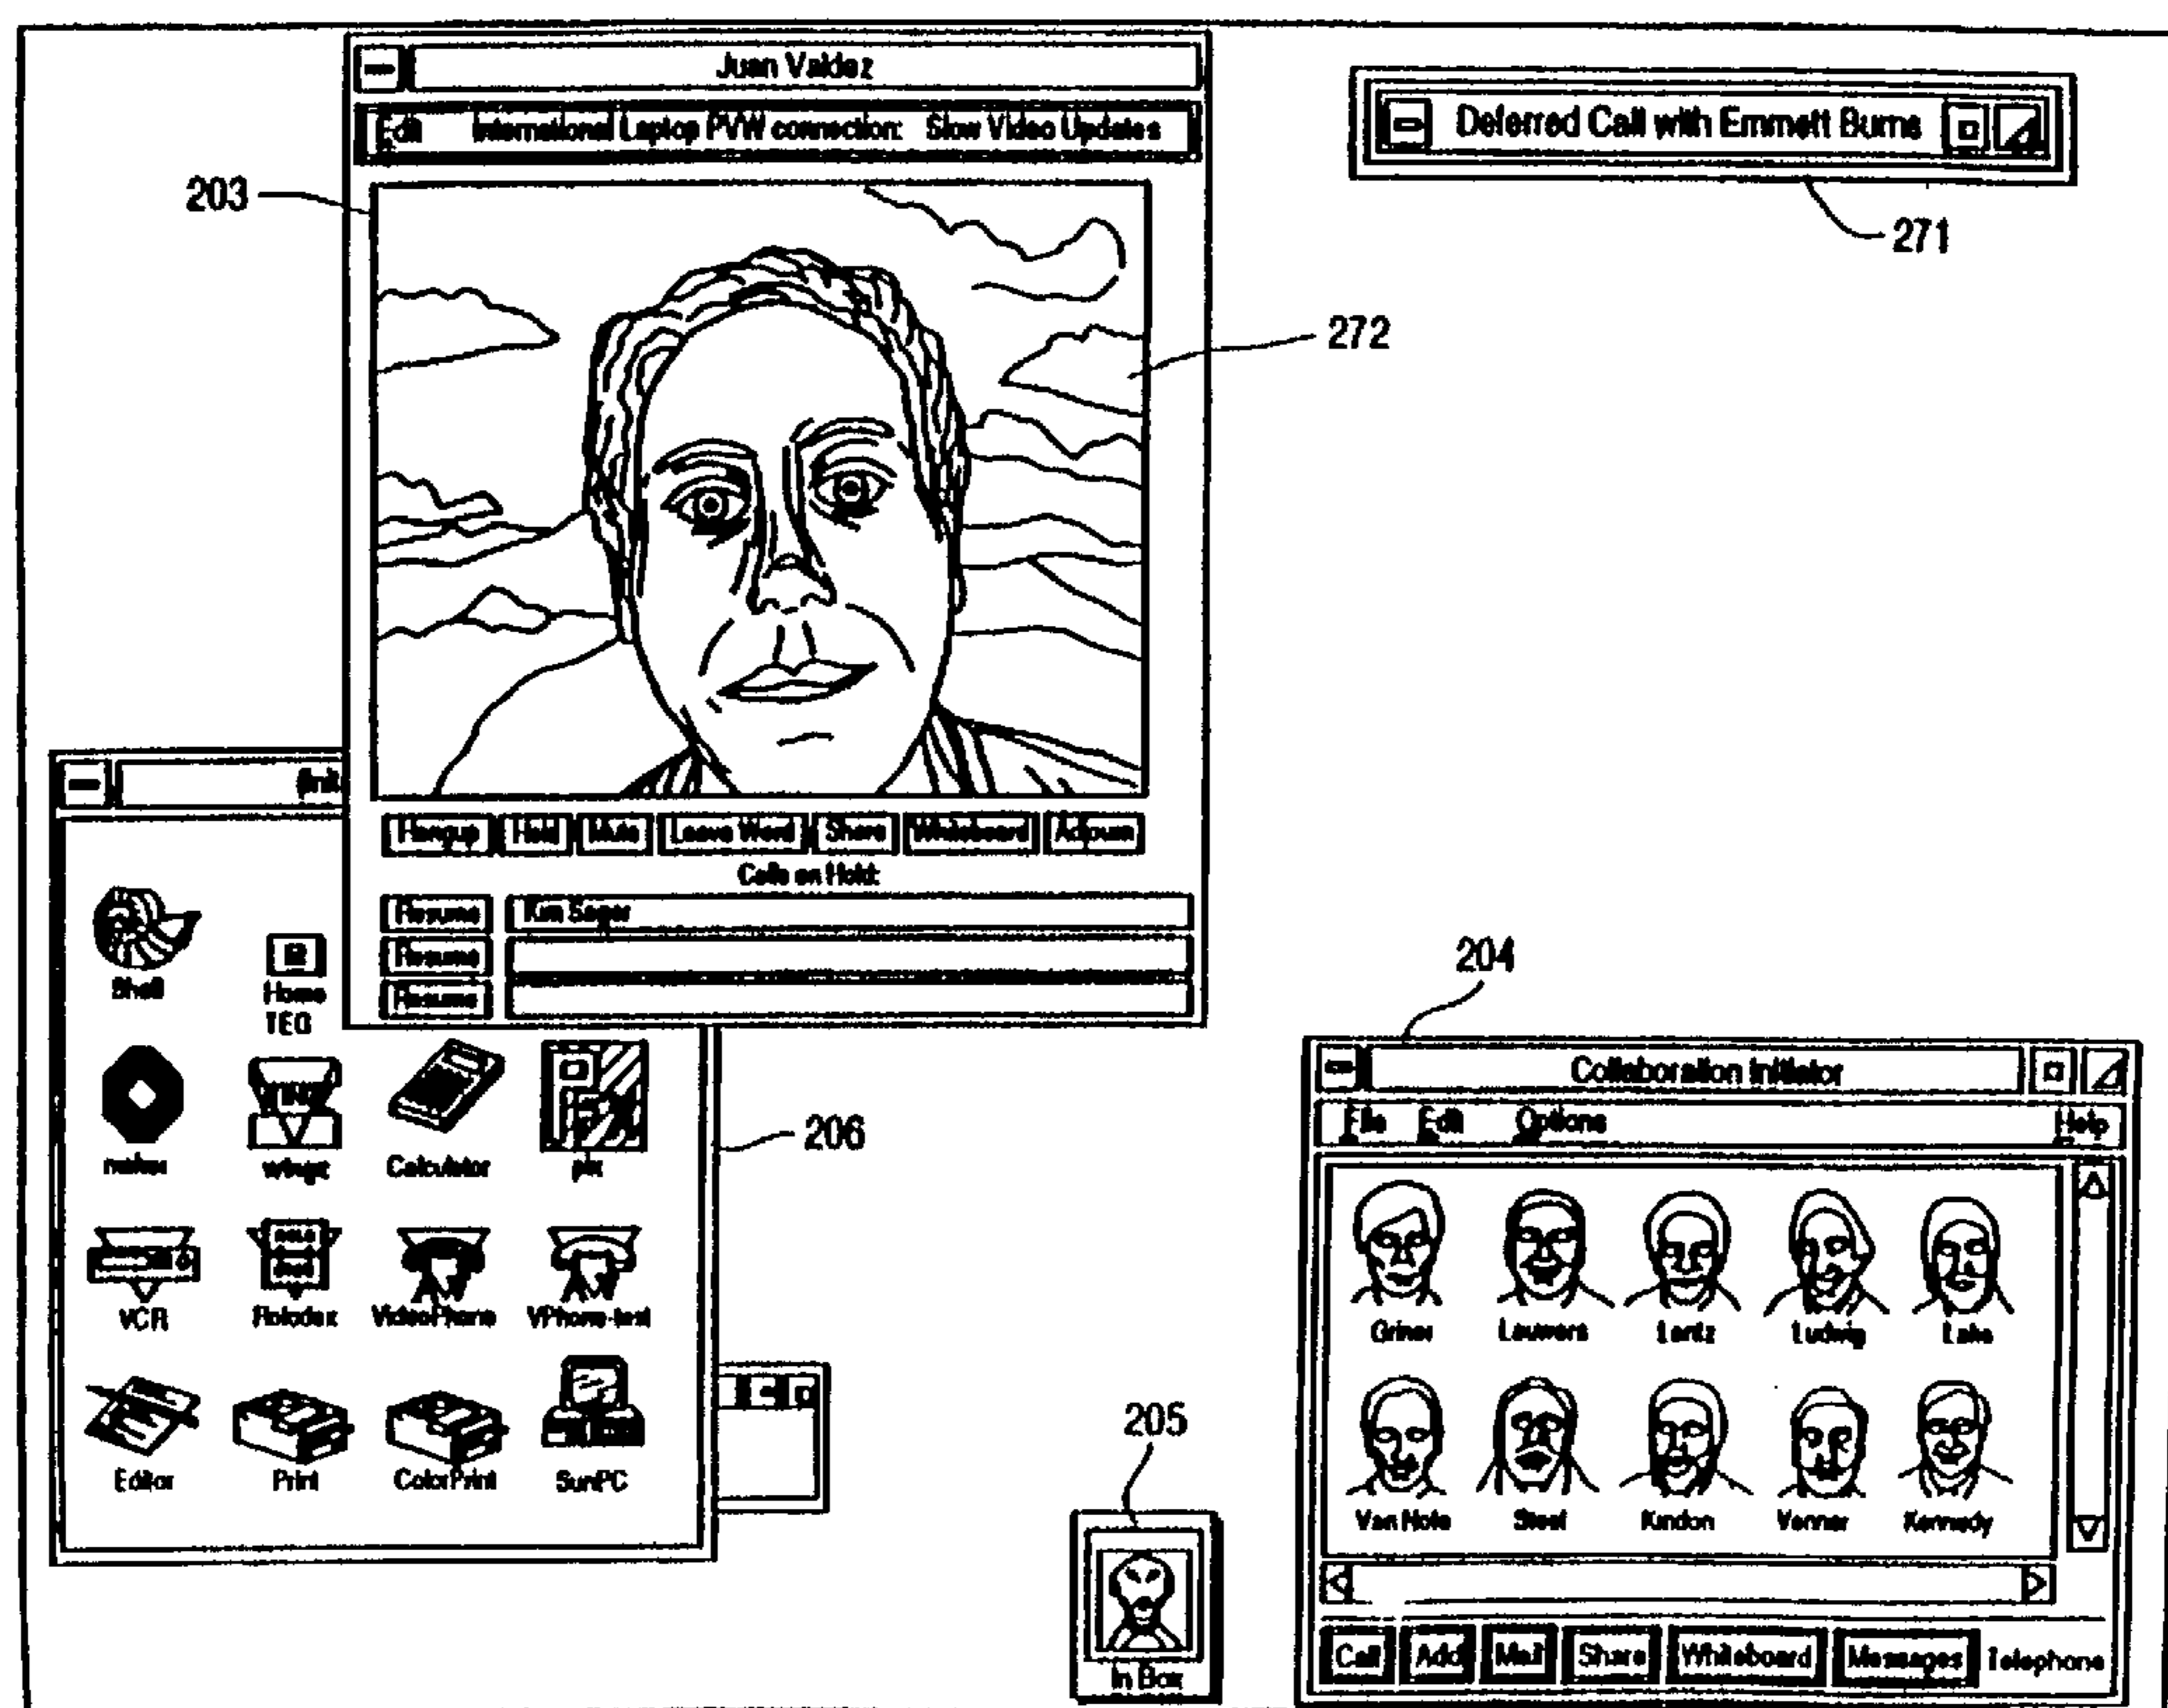 Juan Valdez
Edit International Laptop PVW connection: Slow Video Updates
Deferred Call with Emmett Burns
203
271
272
Hangup Hold Mute Leave Word Share Whiteboard Adjourn
Calls on Hold:
Resume Kim Sager
Resume
Resume
Shell
Home
TEG
204
Collaboration Initiator
File Edit Options Help
206
maker Calculator
VCR Rolodex VideoPhone VPhone-test
Griner Lauwers Lantz Ludwig Lake
205
Editor Print ColorPrint SunPC
Van Hofe Steel Kindon Venner Kennedy
In Box
Call Add Mail Share Whiteboard Messages Telephone